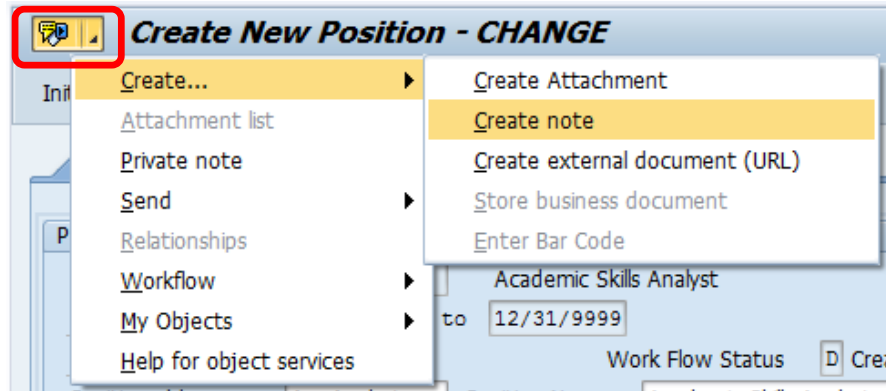 Create New Position - CHANGE
Create...
Attachment list
Private note
Send
Relationships
Workflow
My Objects
Help for object services
Create Attachment
Create note
Create external document (URL)
Store business document
Enter Bar Code
Academic Skills Analyst
to 12/31/9999
Work Flow Status D